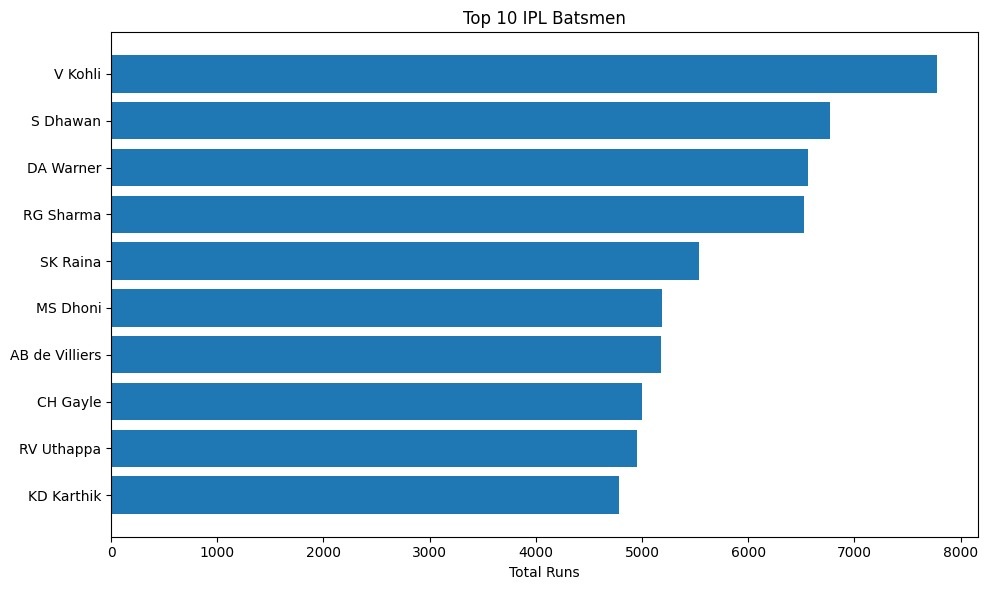 Top 10 IPL Batsmen
V Kohli
S Dhawan
DA Warner
RG Sharma
SK Raina
MS Dhoni
AB de Villiers
CH Gayle
RV Uthappa
KD Karthik
0 1000 2000 3000 4000 5000 6000 7000 8000
Total Runs